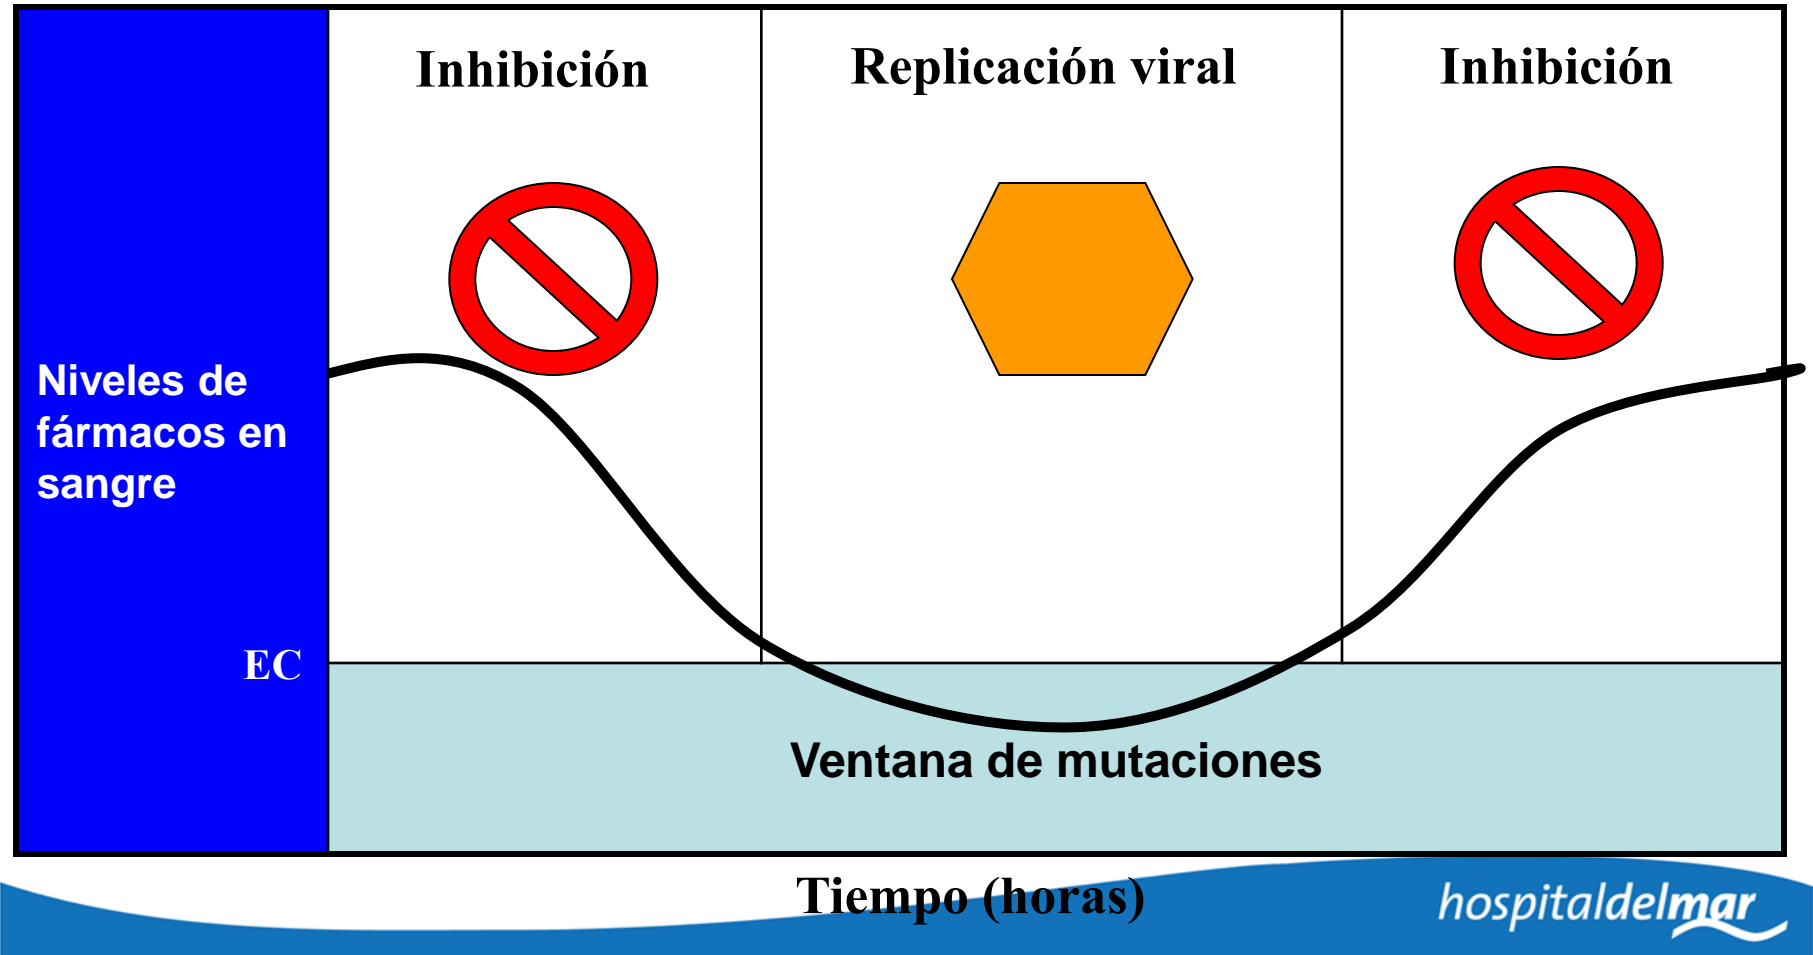 Inhibición
Replicación viral
Inhibición
Niveles de
fármacos en
sangre
EC
Ventana de mutaciones
Tiempo (horas)
hospitaldelmar